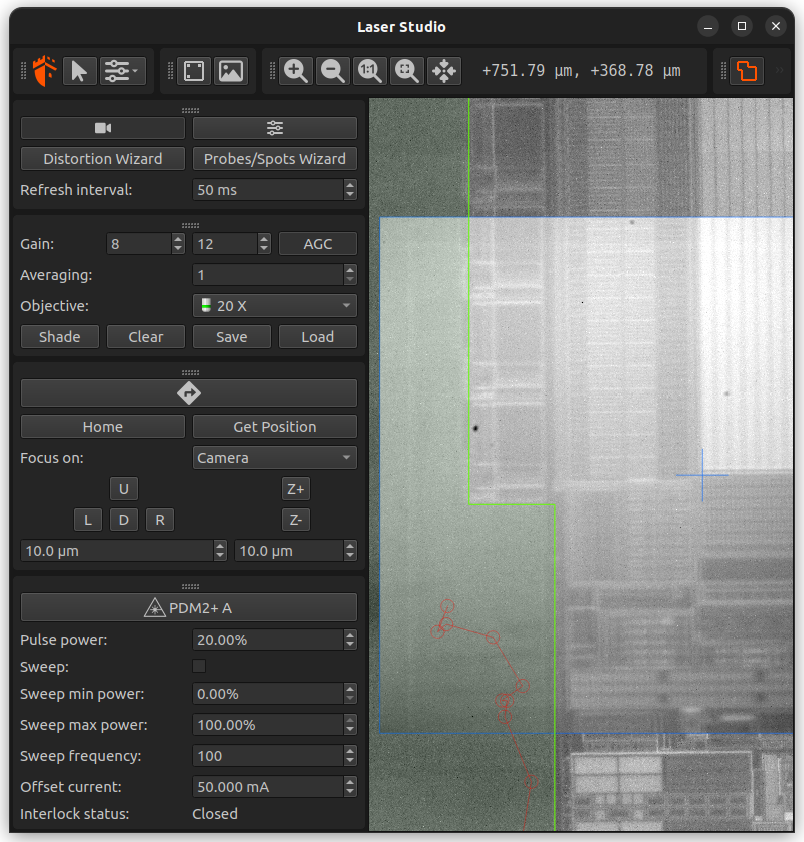 Laser Studio
1:1
+751.79 µm, +368.78 µm
Distortion Wizard Probes/Spots Wizard
Refresh interval: 50 ms
Gain: 8 12 AGC
Averaging: 1
Objective: 20 X
Shade Clear Save Load
Home Get Position
Focus on: Camera
U Z+
L D R Z-
10.0 µm 10.0 µm
PDM2+ A
Pulse power: 20.00%
Sweep:
Sweep min power: 0.00%
Sweep max power: 100.00%
Sweep frequency: 100
Offset current: 50.000 mA
Interlock status: Closed